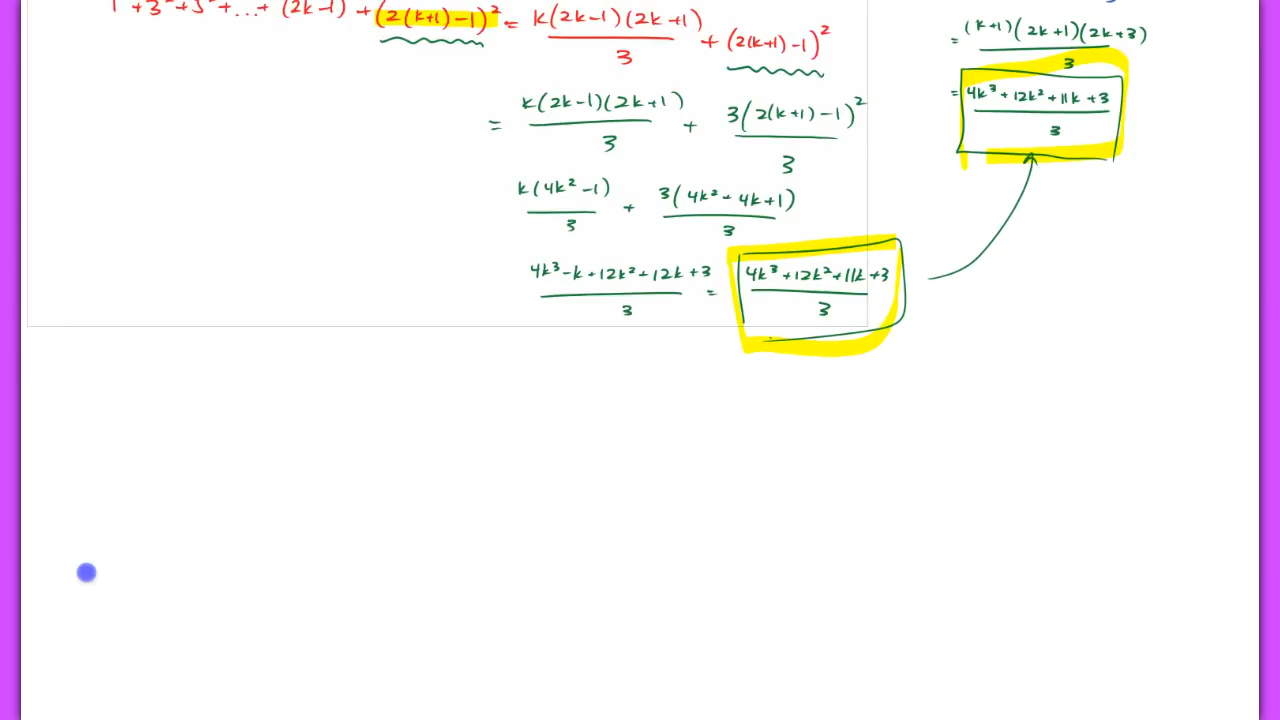 1 + 3² + 5² + ... + (2k-1) + (2(k+1)-1)² = k(2k-1)(2k+1)/3 + (2(k+1)-1)²
= k(2k-1)(2k+1)/3 + 3(2(k+1)-1)²/3
k(4k²-1)/3 + 3(4k²+4k+1)/3
4k³-k+12k²+12k+3/3 = 4k³+12k²+11k+3/3
= (k+1)(2k+1)(2k+3)/3
= 4k³+12k²+11k+3/3